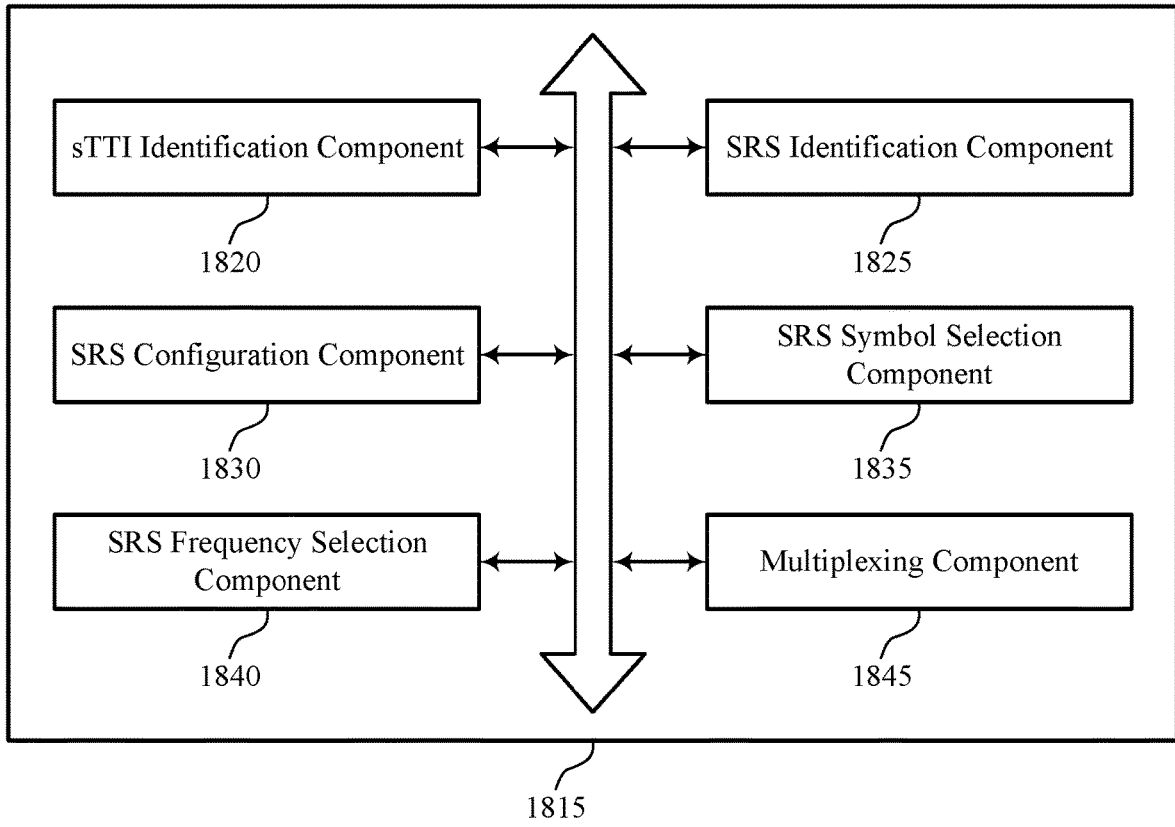 sTTI Identification Component
1820
SRS Identification Component
1825
SRS Configuration Component
1830
SRS Symbol Selection
Component
1835
SRS Frequency Selection
Component
1840
Multiplexing Component
1845
1815